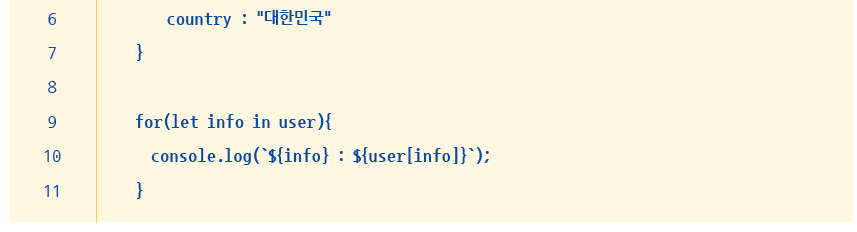 6 country : "대한민국"
7 }
8
9 for(let info in user){
10 console.log(`${info} : ${user[info]}`);
11 }